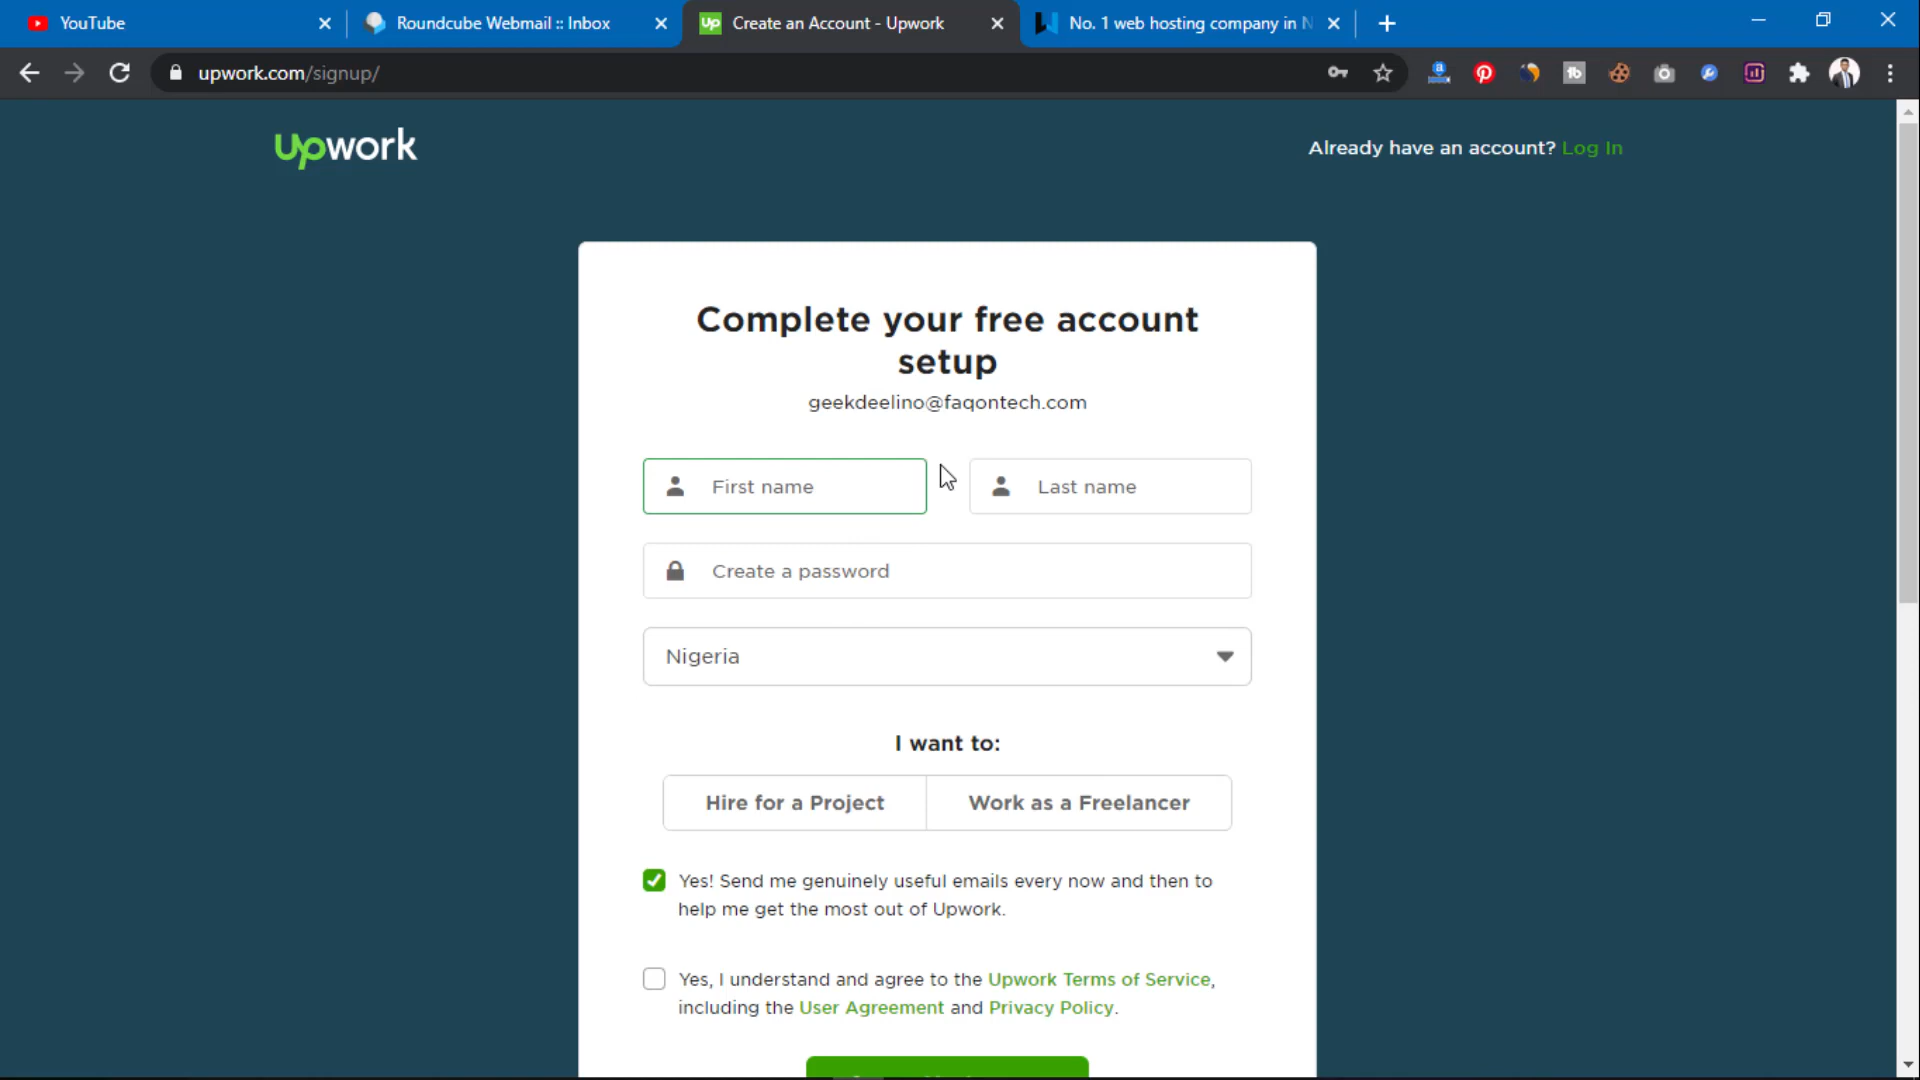 YouTube
Roundcube Webmail :: Inbox
Create an Account - Upwork
No. 1 web hosting company in N
upwork.com/signup/
upwork
Already have an account? Log In
Complete your free account
setup
geekdeelino@faqontech.com
First name
Last name
Create a password
Nigeria
I want to:
Hire for a Project
Work as a Freelancer
Yes! Send me genuinely useful emails every now and then to
help me get the most out of Upwork.
Yes, I understand and agree to the Upwork Terms of Service,
including the User Agreement and Privacy Policy.